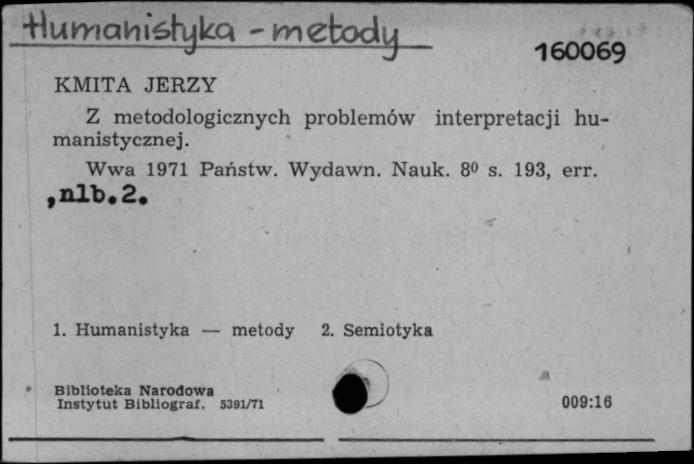 Humanistyka - metody
160069
KMITA JERZY
Z metodologicznych problemów interpretacji hu-
manistycznej.
Wwa 1971 Państw. Wydawn. Nauk. 8⁰ s. 193, err.
,nlb.2.
1. Humanistyka — metody 2. Semiotyka
Biblioteka Narodowa
Instytut Bibliograf. 5391/71
009:16